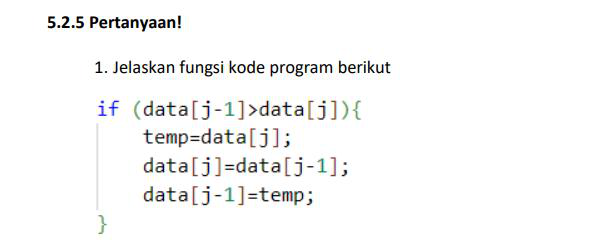 5.2.5 Pertanyaan!
1. Jelaskan fungsi kode program berikut
if (data[j-1]>data[j]){
temp=data[j];
data[j]=data[j-1];
data[j-1]=temp;
}